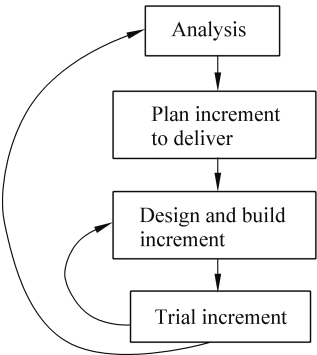 Analysis
Plan increment
to deliver
Design and build
increment
Trial increment